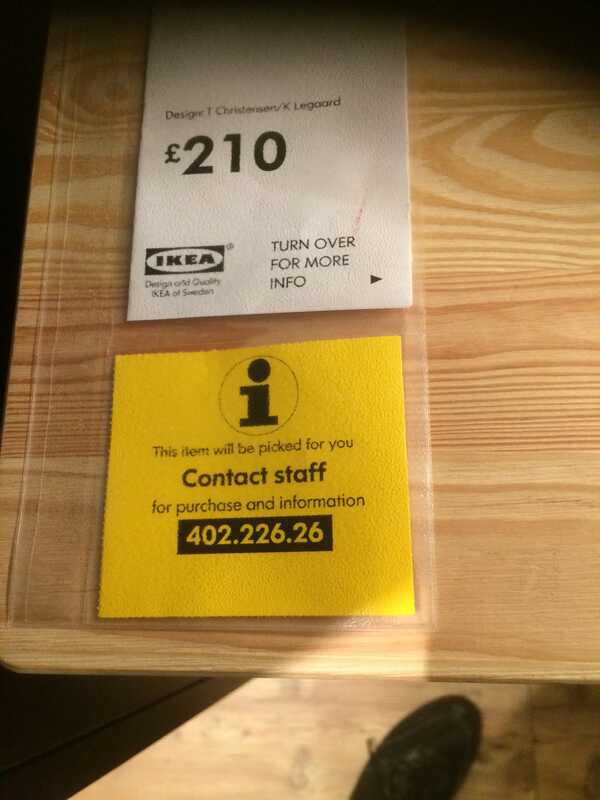 Design: T Christensen/K Legaard
£210
IKEA®
Design and Quality
IKEA of Sweden
TURN OVER
FOR MORE
INFO
i
This item will be picked for you
Contact staff
for purchase and information
402.226.26